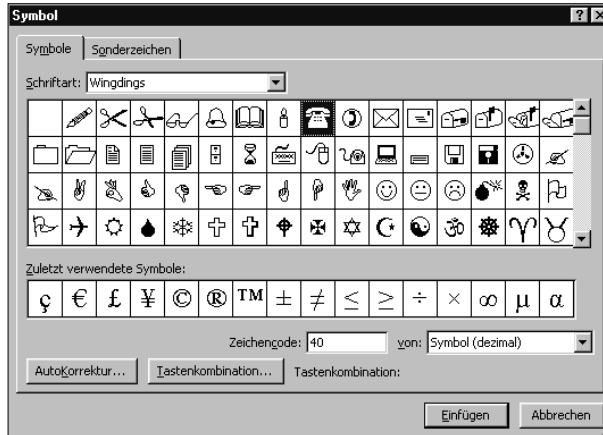 Symbol
Symbole Sonderzeichen
Schriftart: Wingdings
Zuletzt verwendete Symbole:
ç € £ ¥ © ® ™ ± ≠ ≤ ≥ ÷ × ∞ µ α
Zeichencode: 40 von: Symbol (dezimal)
AutoKorrektur... Tastenkombination... Tastenkombination:
Einfügen Abbrechen